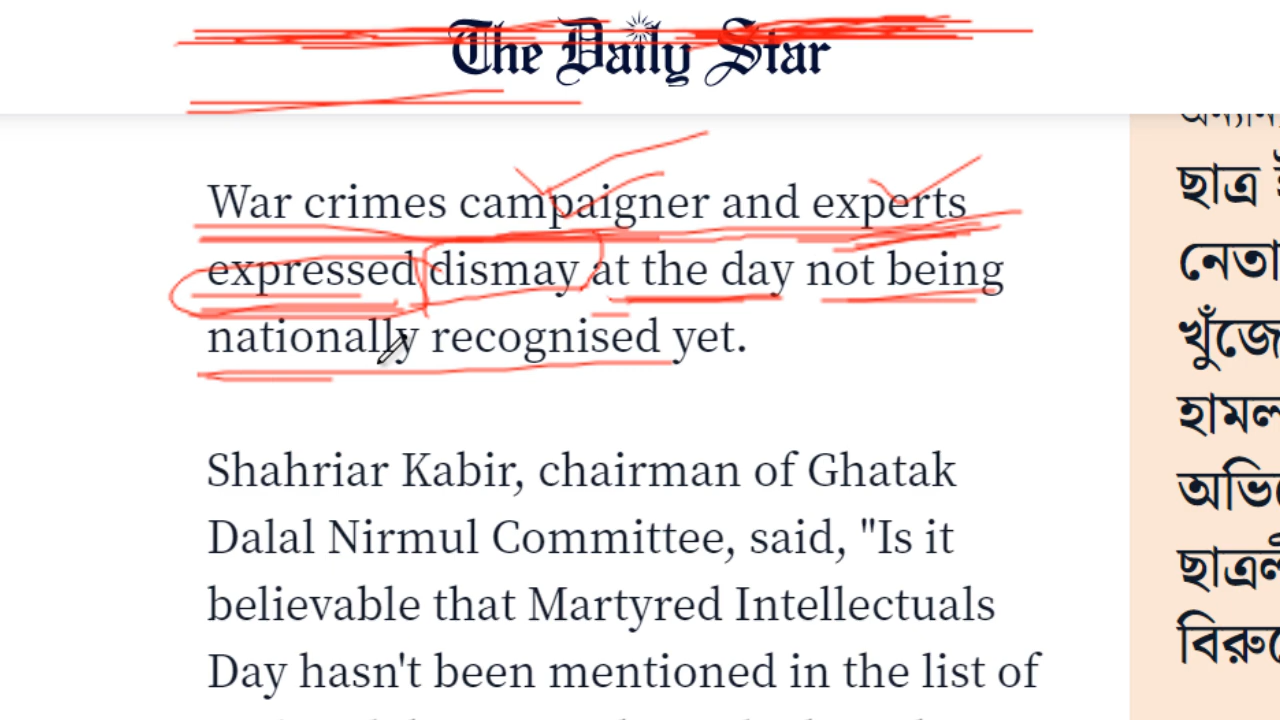 The Daily Star
War crimes campaigner and experts
expressed dismay at the day not being
nationally recognised yet.
Shahriar Kabir, chairman of Ghatak
Dalal Nirmul Committee, said, "Is it
believable that Martyred Intellectuals
Day hasn't been mentioned in the list of
ছাত্র
নেতা
খুঁজে
হামল
অভি
ছাত্রলী
বিরু